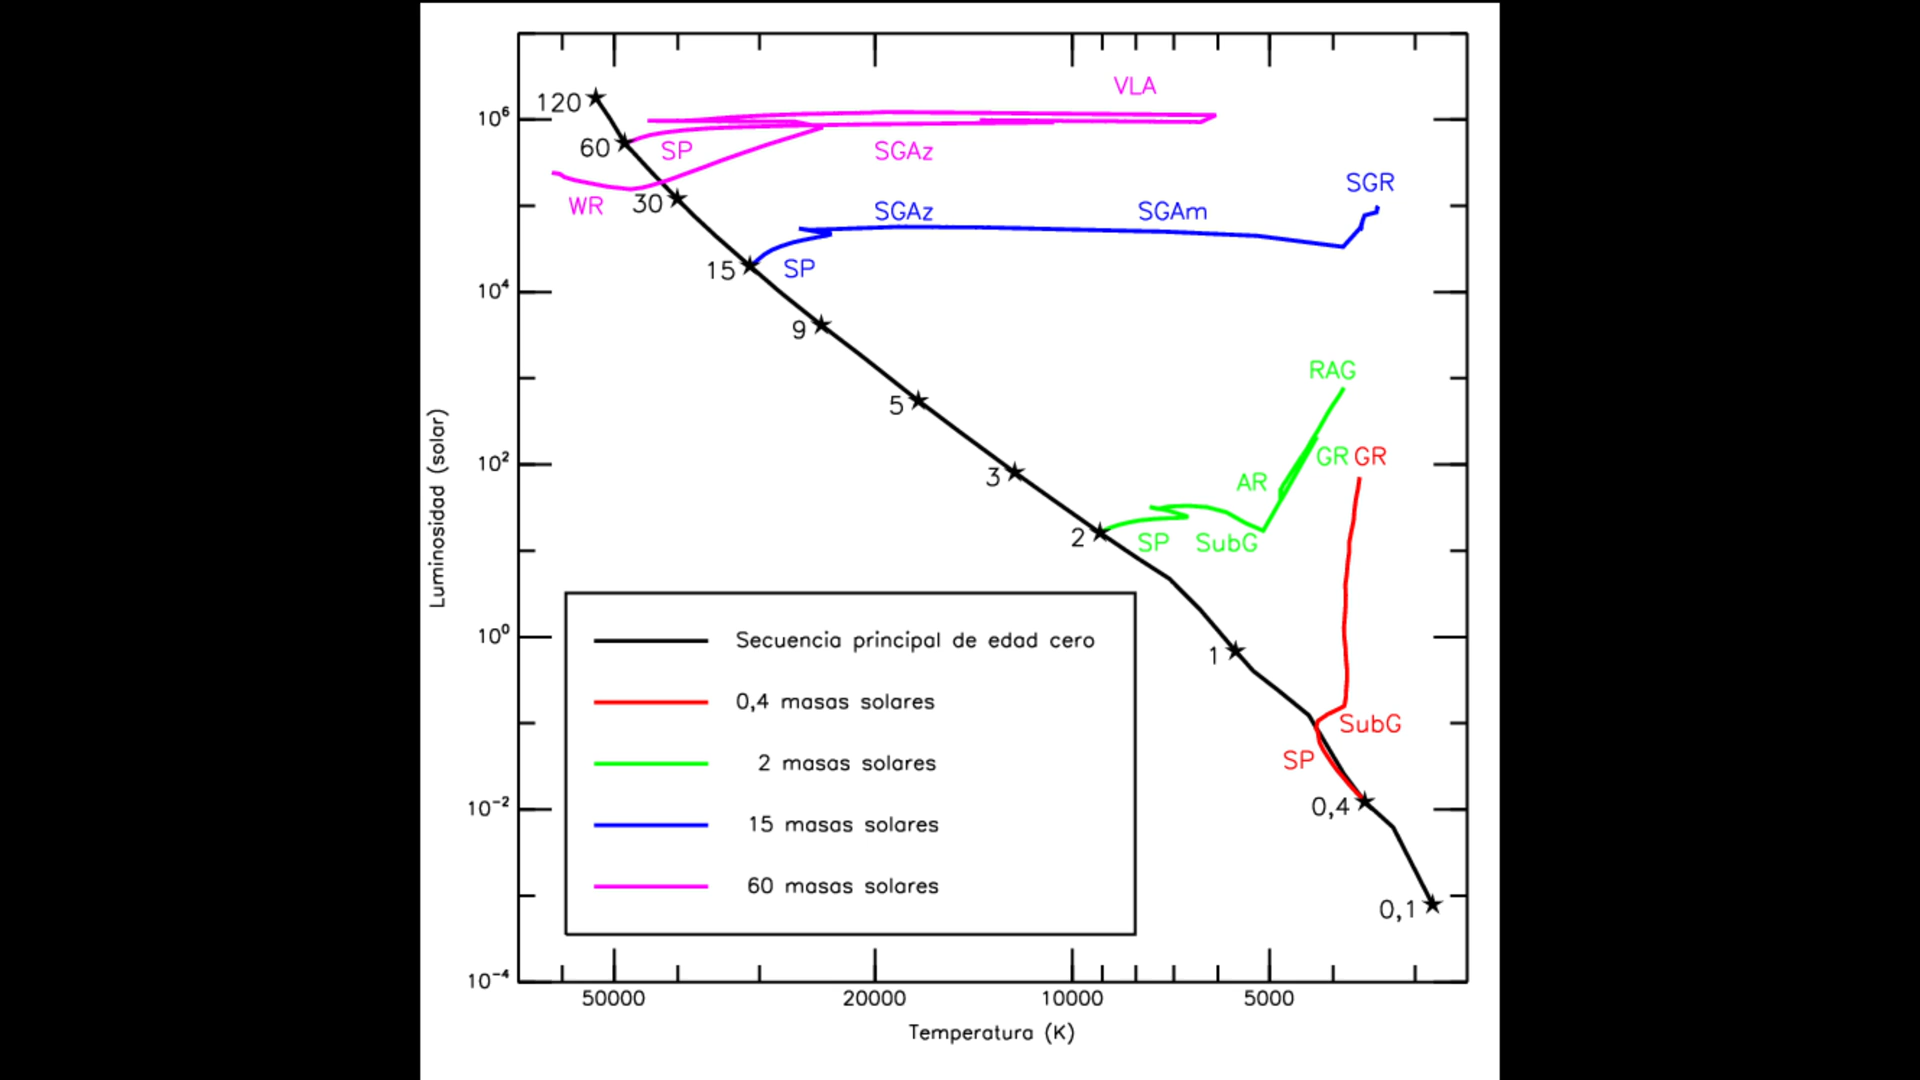 VLA
120
10⁶
60
SP
SGAz
WR
30
SGR
SGAz
SGAm
15
SP
10⁴
9
RAG
5
GR
GR
10²
3
AR
2
SP
SubG
Luminosidad (solar)
10⁰
1
SubG
SP
0,4
10⁻²
0,1
Secuencia principal de edad cero
0,4 masas solares
2 masas solares
15 masas solares
60 masas solares
10⁻⁴
50000
20000
10000
5000
Temperatura (K)